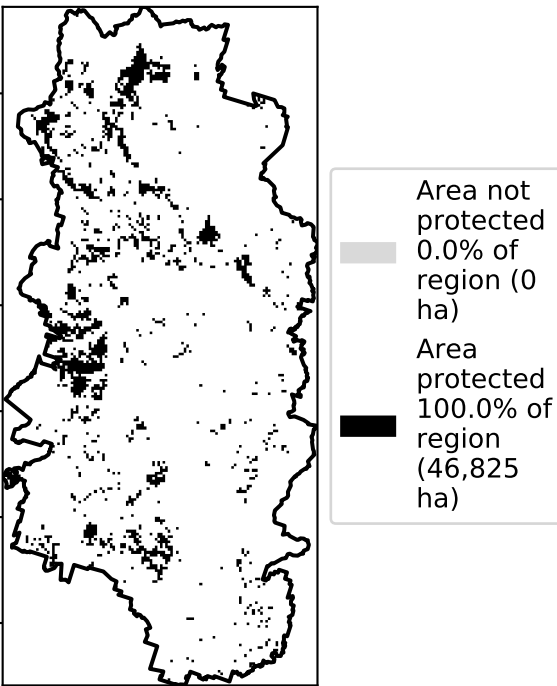 Area not
protected
0.0% of
region (0
ha)
Area
protected
100.0% of
region
(46,825
ha)